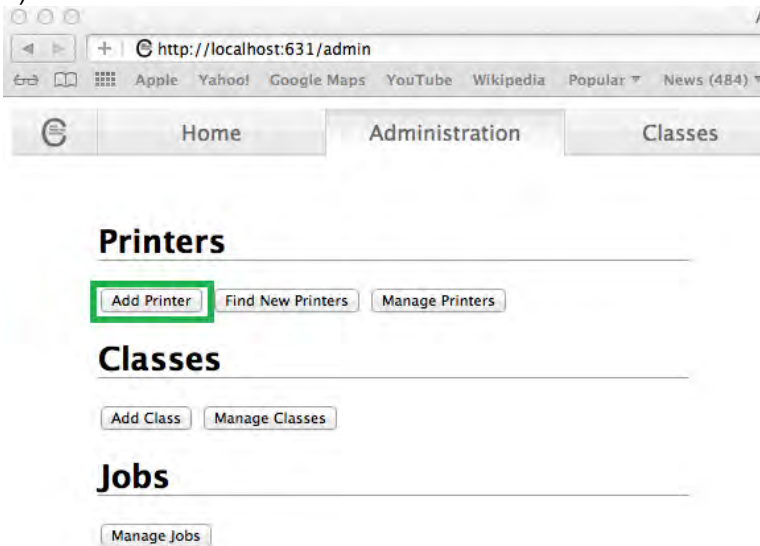 + http://localhost:631/admin
Apple Yahoo! Google Maps YouTube Wikipedia Popular ▾ News (484) ▾
Home Administration Classes
Printers
Add Printer Find New Printers Manage Printers
Classes
Add Class Manage Classes
Jobs
Manage Jobs